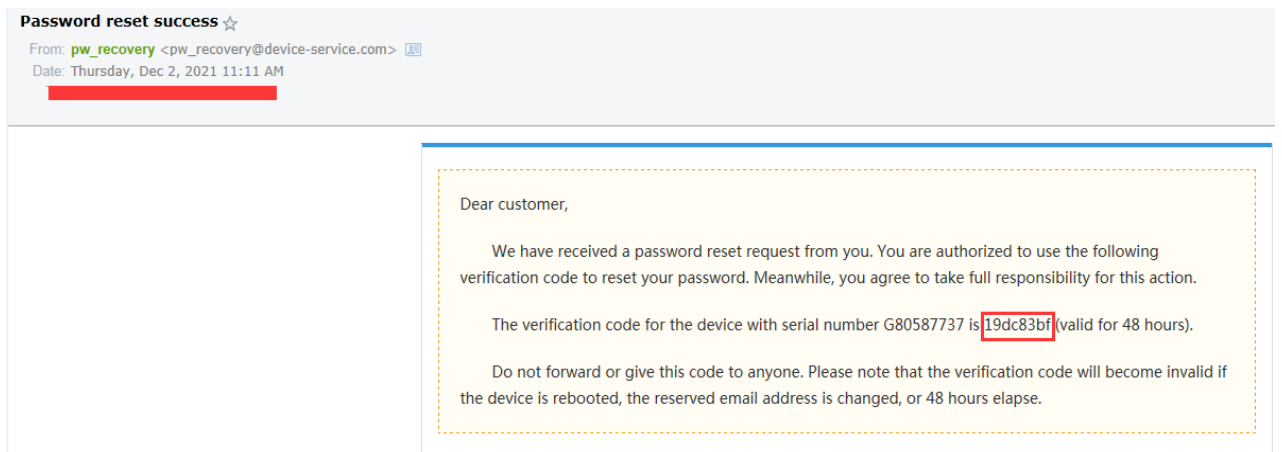 Password reset success
From: pw_recovery <pw_recovery@device-service.com>
Date: Thursday, Dec 2, 2021 11:11 AM
Dear customer,
We have received a password reset request from you. You are authorized to use the following
verification code to reset your password. Meanwhile, you agree to take full responsibility for this action.
The verification code for the device with serial number G80587737 is 19dc83bf (valid for 48 hours).
Do not forward or give this code to anyone. Please note that the verification code will become invalid if
the device is rebooted, the reserved email address is changed, or 48 hours elapse.